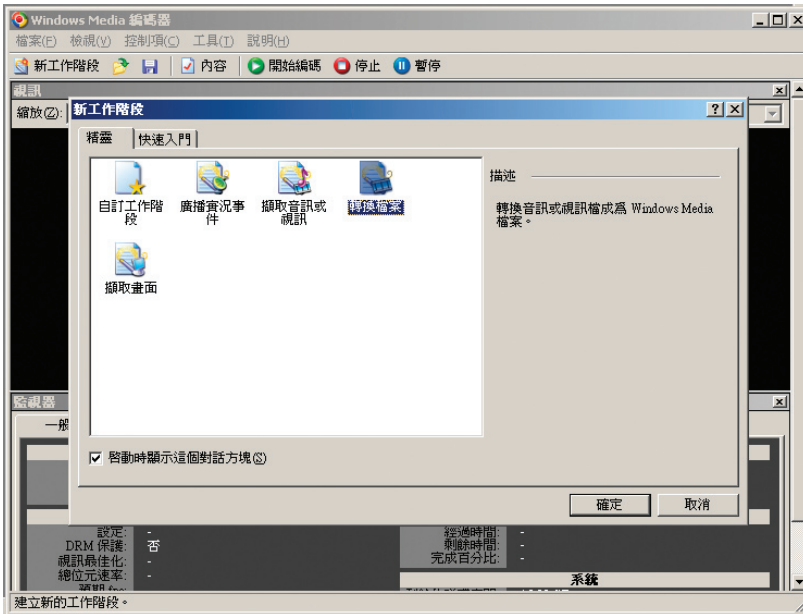 Windows Media 編碼器
檔案(F) 檢視(V) 控制項(C) 工具(T) 說明(H)
新工作階段 內容 開始編碼 停止 暫停
視訊
縮放(Z):
新工作階段
精靈 快速入門
自訂工作階段
廣播實況事件
擷取音訊或視訊
轉換檔案
擷取畫面
描述
轉換音訊或視訊檔成為 Windows Media
檔案。
啓動時顯示這個對話方塊(S)
確定 取消
監視器
一般
設定: -
DRM 保護: 否
視訊最佳化: -
總位元速率: -
預期 fps:
經過時間: -
剩餘時間: -
完成百分比: -
系統
建立新的工作階段。